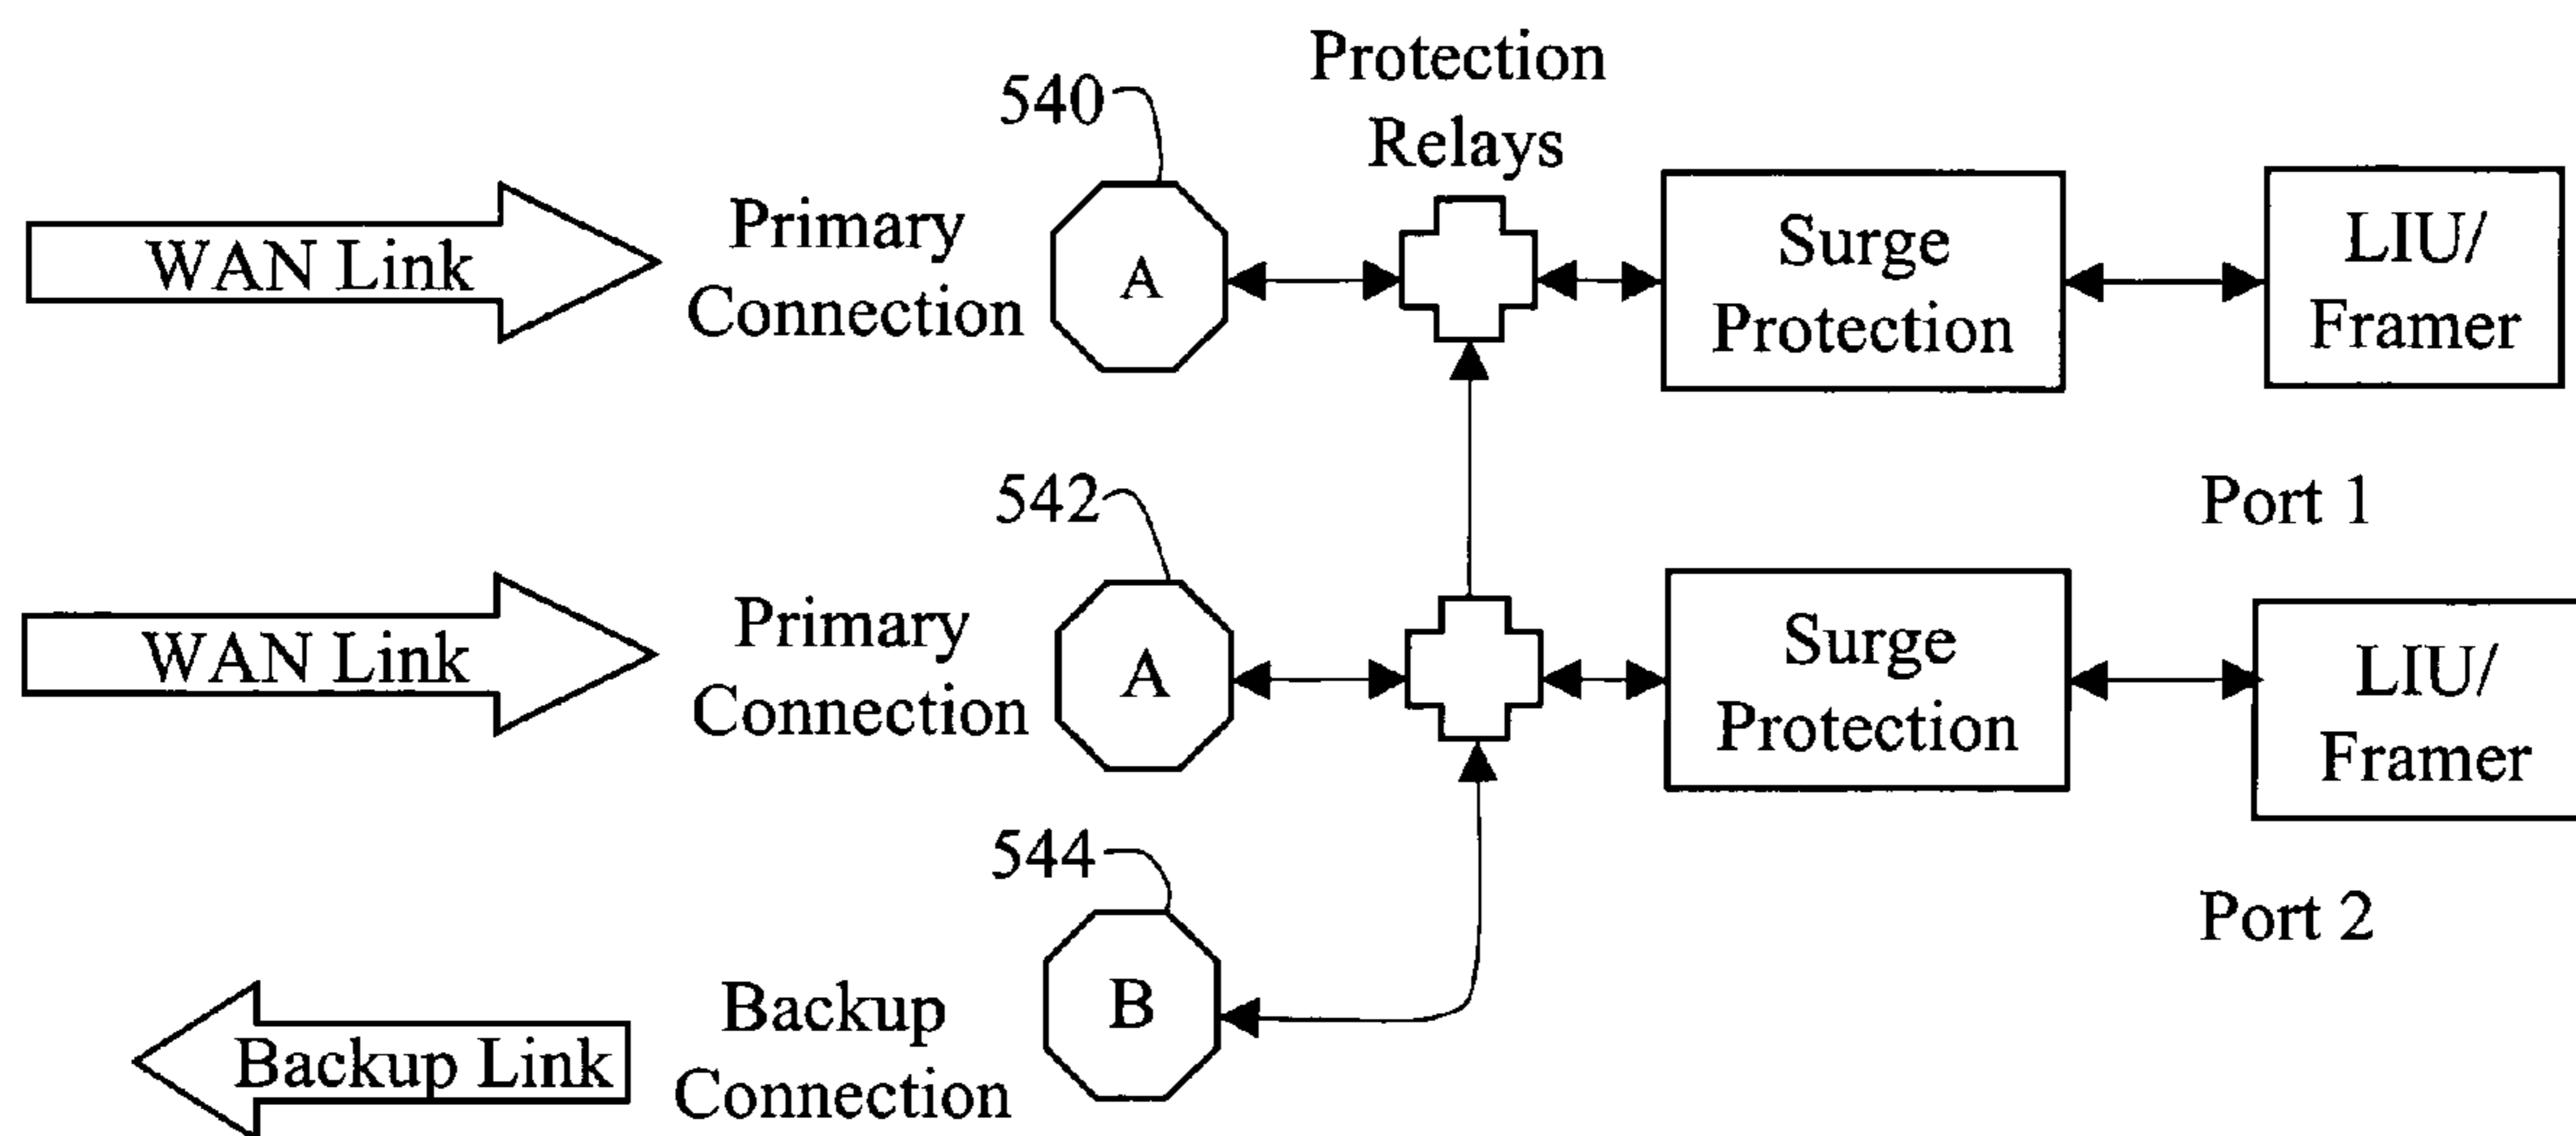 Protection
Relays
540
WAN Link
Primary
Connection
A
Surge
Protection
LIU/
Framer
Port 1
542
WAN Link
Primary
Connection
A
Surge
Protection
LIU/
Framer
Port 2
544
Backup Link
Backup
Connection
B